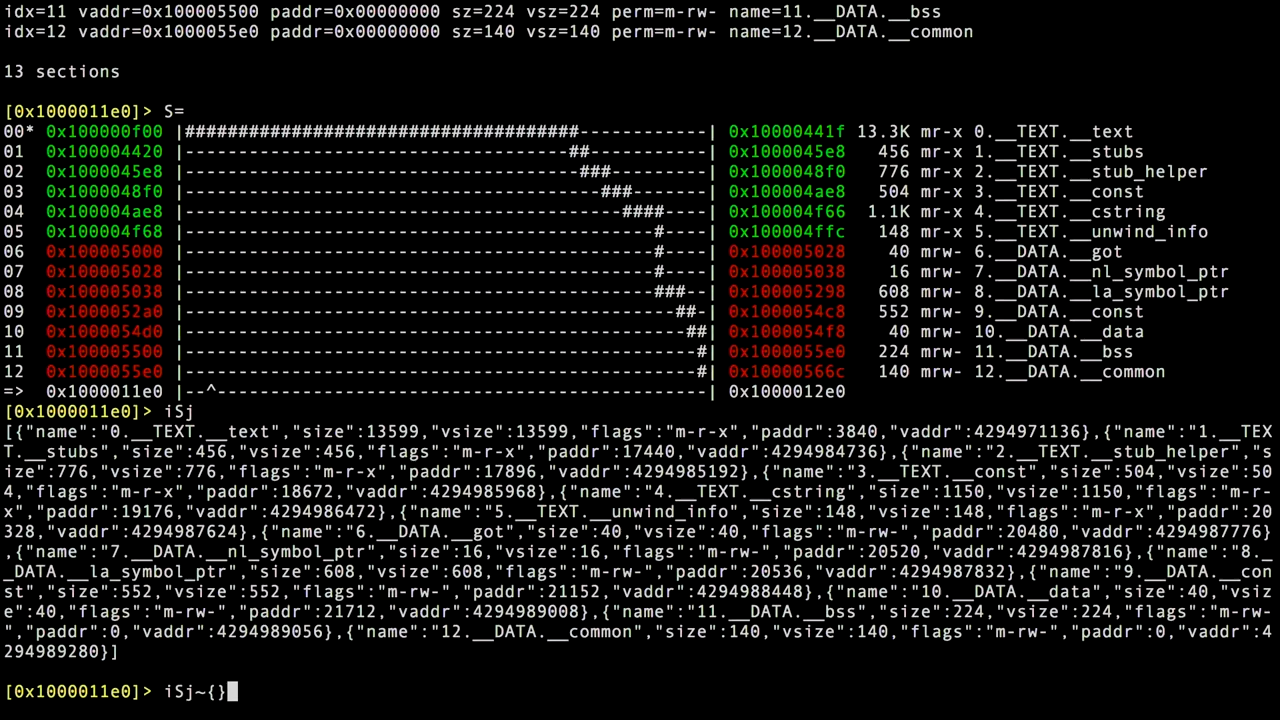 idx=11 vaddr=0x100005500 paddr=0x00000000 sz=224 vsz=224 perm=m-rw- name=11.__DATA.__bss
idx=12 vaddr=0x1000055e0 paddr=0x00000000 sz=140 vsz=140 perm=m-rw- name=12.__DATA.__common
13 sections
[0x1000011e0]> S=
00* 0x100000f00 |#####################################------------| 0x10000441f 13.3K mr-x 0.__TEXT.__text
01 0x100004420 |-------------------------------------##-----------| 0x1000045e8 456 mr-x 1.__TEXT.__stubs
02 0x1000045e8 |--------------------------------------###---------| 0x1000048f0 776 mr-x 2.__TEXT.__stub_helper
03 0x1000048f0 |----------------------------------------###-------| 0x100004ae8 504 mr-x 3.__TEXT.__const
04 0x100004ae8 |------------------------------------------####----| 0x100004f66 1.1K mr-x 4.__TEXT.__cstring
05 0x100004f68 |---------------------------------------------#----| 0x100004ffc 148 mr-x 5.__TEXT.__unwind_info
06 0x100005000 |---------------------------------------------#----| 0x100005028 40 mrw- 6.__DATA.__got
07 0x100005028 |---------------------------------------------#----| 0x100005038 16 mrw- 7.__DATA.__nl_symbol_ptr
08 0x100005038 |---------------------------------------------###--| 0x100005298 608 mrw- 8.__DATA.__la_symbol_ptr
09 0x1000052a0 |-----------------------------------------------##-| 0x1000054c8 552 mrw- 9.__DATA.__const
10 0x1000054d0 |------------------------------------------------##| 0x1000054f8 40 mrw- 10.__DATA.__data
11 0x100005500 |-------------------------------------------------#| 0x1000055e0 224 mrw- 11.__DATA.__bss
12 0x1000055e0 |-------------------------------------------------#| 0x10000566c 140 mrw- 12.__DATA.__common
=> 0x1000011e0 |--^-----------------------------------------------| 0x1000012e0
[0x1000011e0]> iSj
[{"name":"0.__TEXT.__text","size":13599,"vsize":13599,"flags":"m-r-x","paddr":3840,"vaddr":4294971136},{"name":"1.__TEX
T.__stubs","size":456,"vsize":456,"flags":"m-r-x","paddr":17440,"vaddr":4294984736},{"name":"2.__TEXT.__stub_helper","s
ize":776,"vsize":776,"flags":"m-r-x","paddr":17896,"vaddr":4294985192},{"name":"3.__TEXT.__const","size":504,"vsize":50
4,"flags":"m-r-x","paddr":18672,"vaddr":4294985968},{"name":"4.__TEXT.__cstring","size":1150,"vsize":1150,"flags":"m-r-
x","paddr":19176,"vaddr":4294986472},{"name":"5.__TEXT.__unwind_info","size":148,"vsize":148,"flags":"m-r-x","paddr":20
328,"vaddr":4294987624},{"name":"6.__DATA.__got","size":40,"vsize":40,"flags":"m-rw-","paddr":20480,"vaddr":4294987776}
,{"name":"7.__DATA.__nl_symbol_ptr","size":16,"vsize":16,"flags":"m-rw-","paddr":20520,"vaddr":4294987816},{"name":"8._
_DATA.__la_symbol_ptr","size":608,"vsize":608,"flags":"m-rw-","paddr":20536,"vaddr":4294987832},{"name":"9.__DATA.__con
st","size":552,"vsize":552,"flags":"m-rw-","paddr":21152,"vaddr":4294988448},{"name":"10.__DATA.__data","size":40,"vsiz
e":40,"flags":"m-rw-","paddr":21712,"vaddr":4294989008},{"name":"11.__DATA.__bss","size":224,"vsize":224,"flags":"m-rw-
","paddr":0,"vaddr":4294989056},{"name":"12.__DATA.__common","size":140,"vsize":140,"flags":"m-rw-","paddr":0,"vaddr":4
294989280}]
[0x1000011e0]> iSj~{}